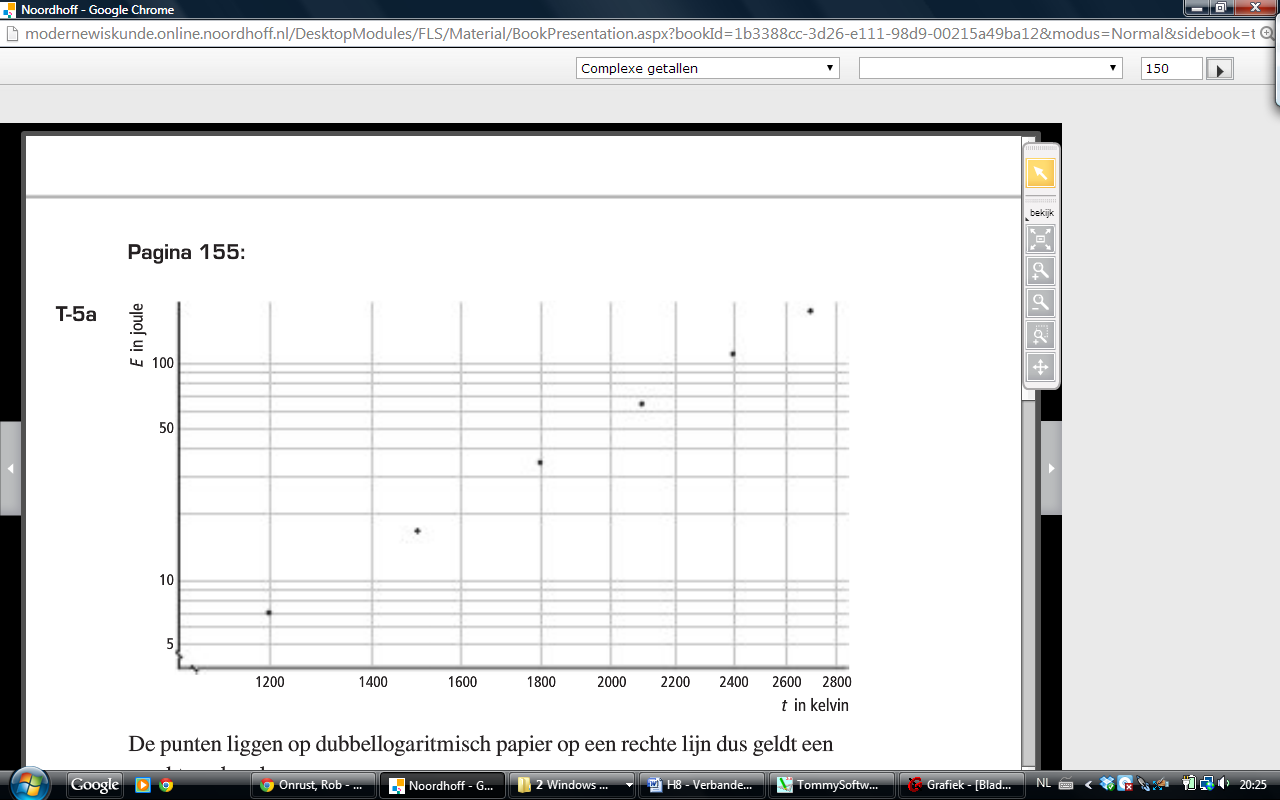 Noordhoff - Google Chrome
modernewiskunde.online.noordhoff.nl/DesktopModules/FLS/Material/BookPresentation.aspx?bookId=1b3388cc-3d26-e111-98d9-00215a49ba12&modus=Normal&sidebook=t
Complexe getallen
150
bekijk
Pagina 155:
T-5a
E in joule
100
50
10
5
1200 1400 1600 1800 2000 2200 2400 2600 2800
t in kelvin
De punten liggen op dubbellogaritmisch papier op een rechte lijn dus geldt een
Google
Onrust, Rob - ...
Noordhoff - G...
2 Windows ...
H8 - Verbande...
TommySoftw...
Grafiek - [Blad...
NL
20:25